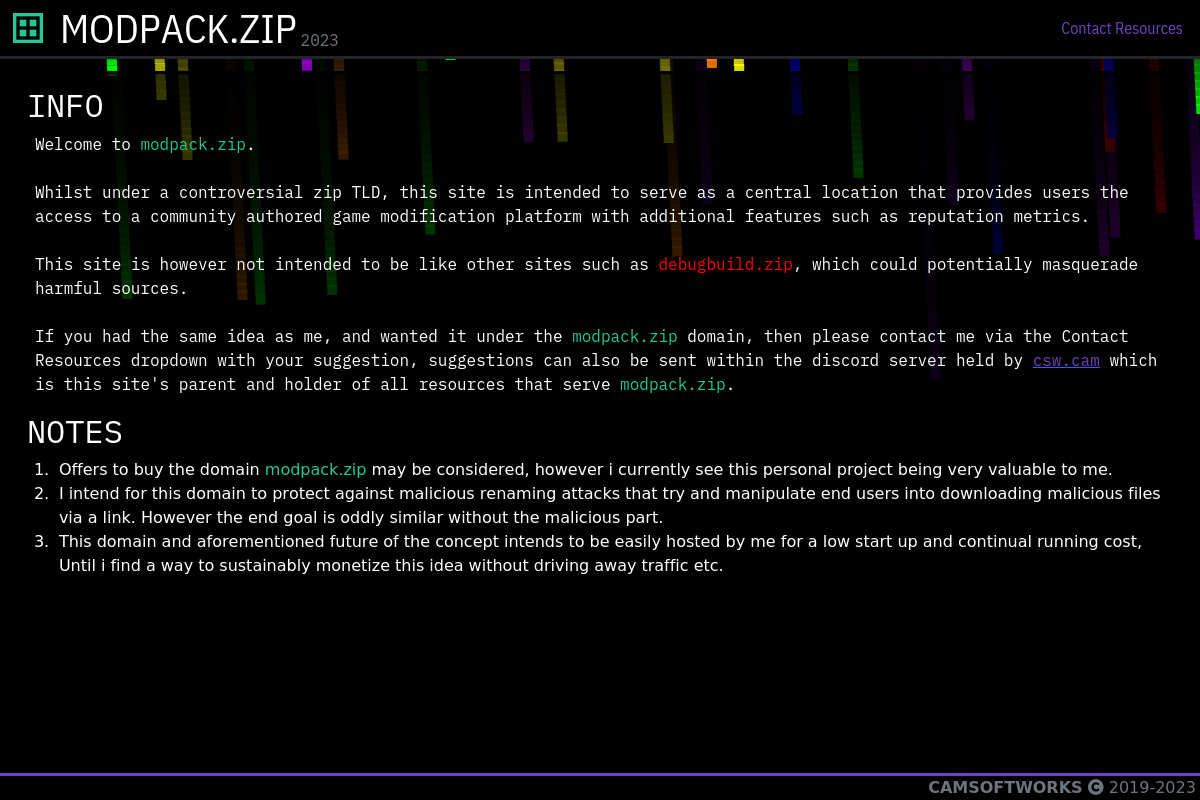 MODPACK.ZIP 2023
Contact Resources
INFO
Welcome to modpack.zip.
Whilst under a controversial zip TLD, this site is intended to serve as a central location that provides users the
access to a community authored game modification platform with additional features such as reputation metrics.
This site is however not intended to be like other sites such as debugbuild.zip, which could potentially masquerade
harmful sources.
If you had the same idea as me, and wanted it under the modpack.zip domain, then please contact me via the Contact
Resources dropdown with your suggestion, suggestions can also be sent within the discord server held by csw.cam which
is this site's parent and holder of all resources that serve modpack.zip.
NOTES
1. Offers to buy the domain modpack.zip may be considered, however i currently see this personal project being very valuable to me.
2. I intend for this domain to protect against malicious renaming attacks that try and manipulate end users into downloading malicious files
via a link. However the end goal is oddly similar without the malicious part.
3. This domain and aforementioned future of the concept intends to be easily hosted by me for a low start up and continual running cost,
Until i find a way to sustainably monetize this idea without driving away traffic etc.
CAMSOFTWORKS © 2019-2023